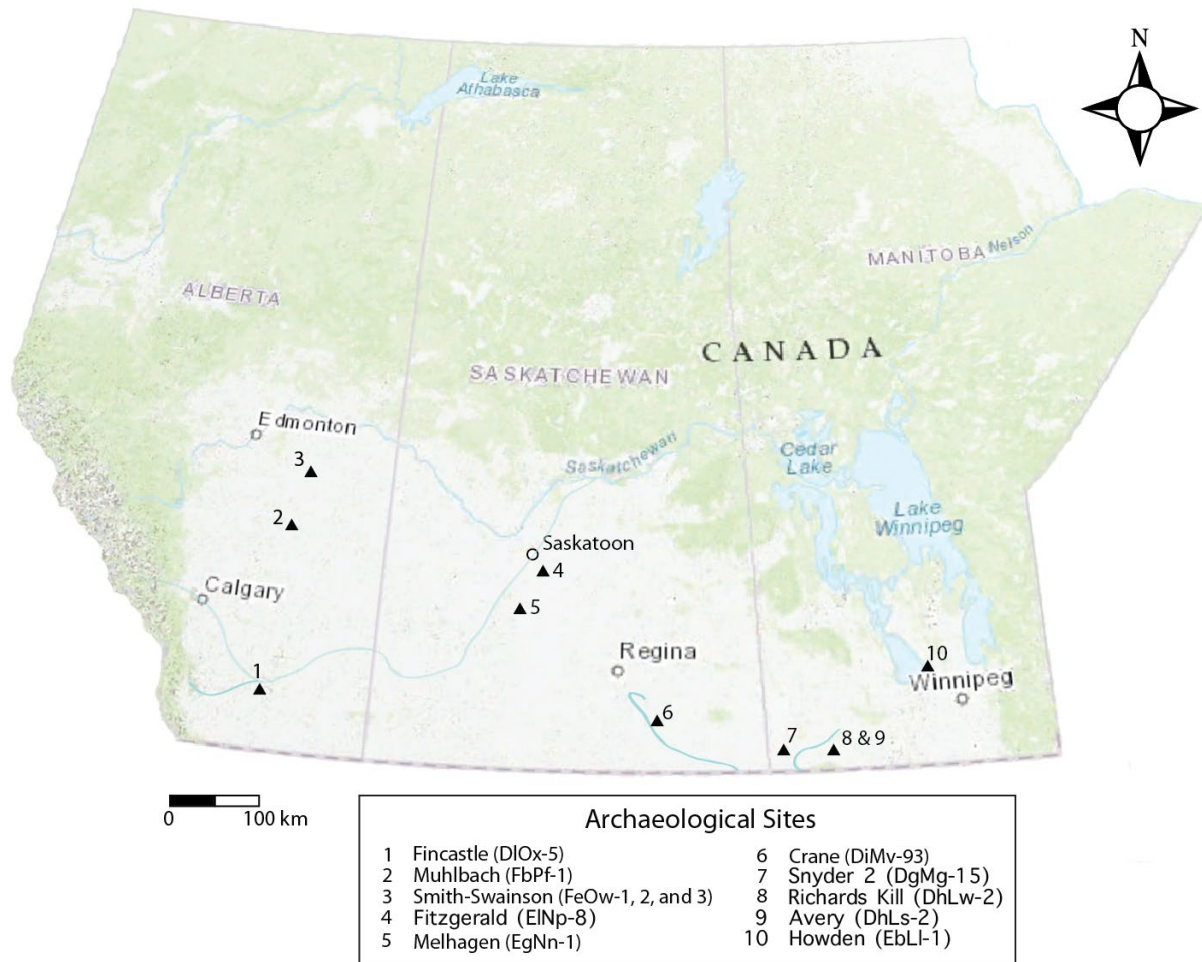 N
Lake
Athabasca
MANITOBA
Nelson
ALBERTA
CANADA
SASKATCHEWAN
Edmonton
3
Saskatchewan
Cedar
Lake
Lake
Winnipeg
2
Saskatoon
4
Calgary
5
Regina
10
Winnipeg
1
6
7
8 & 9
0 100 km
Archaeological Sites
1 Fincastle (DlOx-5)
2 Muhlbach (FbPf-1)
3 Smith-Swainson (FeOw-1, 2, and 3)
4 Fitzgerald (ElNp-8)
5 Melhagen (EgNn-1)
6 Crane (DiMv-93)
7 Snyder 2 (DgMg-15)
8 Richards Kill (DhLw-2)
9 Avery (DhLs-2)
10 Howden (EbLl-1)